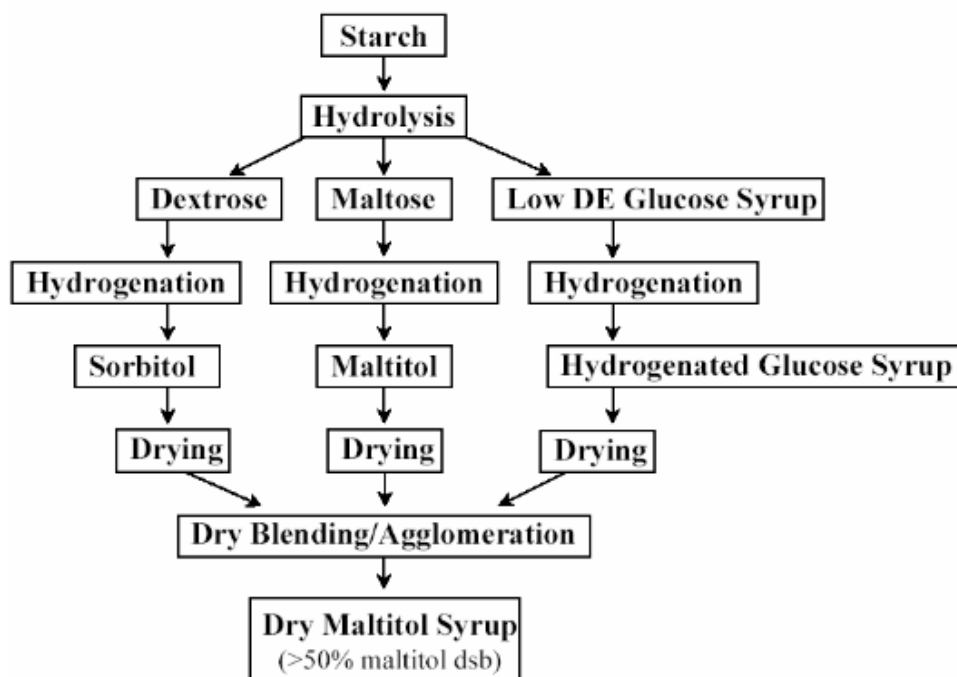 Starch
Hydrolysis
Dextrose
Maltose
Low DE Glucose Syrup
Hydrogenation
Hydrogenation
Hydrogenation
Sorbitol
Maltitol
Hydrogenated Glucose Syrup
Drying
Drying
Drying
Dry Blending/Agglomeration
Dry Maltitol Syrup
(>50% maltitol dsb)